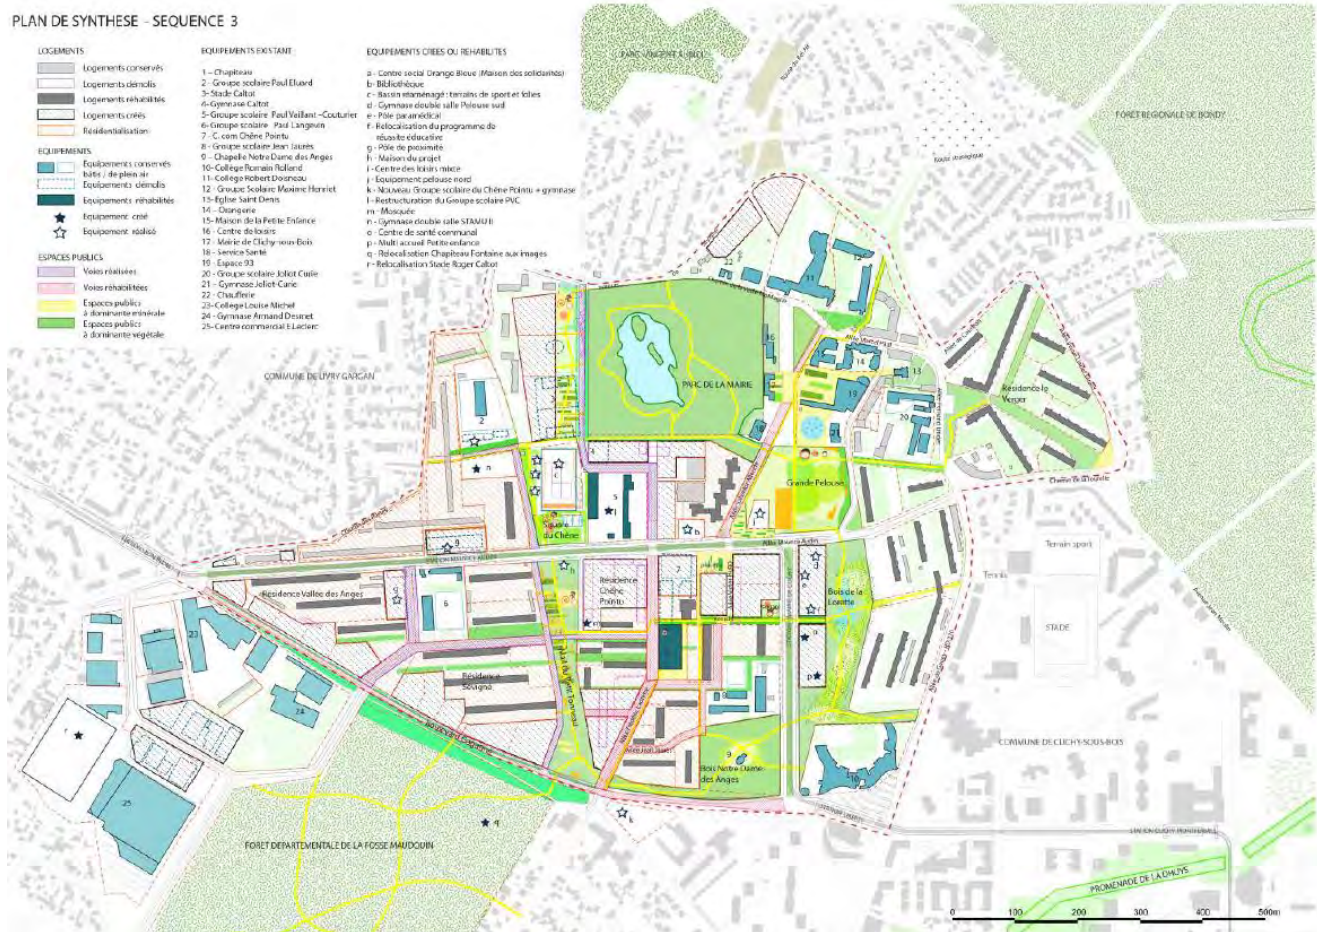 PLAN DE SYNTHESE - SEQUENCE 3
LOGEMENTS
Logements conservés
Logements démolis
Logements réhabilités
Logements créés
Résidentialisation
EQUIPEMENTS
Equipements conservés
bâtis / de plein air
Equipements démolis
Equipements réhabilités
Equipement créé
Equipement réalisé
ESPACES PUBLICS
Voies réalisées
Voies réhabilitées
Espaces publics
à dominante minérale
Espaces publics
à dominante végétale
EQUIPEMENTS EXISTANT
1 - Chapiteau
2 - Groupe scolaire Paul Eluard
3- Stade Caltot
4- Gymnase Caltot
5- Groupe scolaire Paul Vaillant -Couturier
6- Groupe scolaire Paul Langevin
7 - C. com Chêne Pointu
8 - Groupe scolaire Jean Jaurès
9 - Chapelle Notre Dame des Anges
10- Collège Romain Rolland
11- Collège Robert Doisneau
12 - Groupe Scolaire Maxime Henriet
13- Eglise Saint Denis
14 - Orangerie
15- Maison de la Petite Enfance
16 - Centre de loisirs
17 - Mairie de Clichy-sous-Bois
18 - Service Santé
19 - Espace 93
20 - Groupe scolaire Joliot Curie
21 - Gymnase Joliot-Curie
22 - Chaufferie
23- Collège Louise Michel
24 - Gymnase Armand Desmet
25- Centre commercial E.Leclerc
EQUIPEMENTS CREES OU REHABILITES
a - Centre social Orange Bleue (Maison des solidarités)
b- Bibliothèque
c - Bassin réaménagé : terrains de sport et folies
d - Gymnase double salle Pelouse sud
e - Pôle paramédical
f - Relocalisation du programme de
réussite éducative
g - Pôle de proximité
h - Maison du projet
i - Centre des loisirs mixte
j - Equipement pelouse nord
k - Nouveau Groupe scolaire du Chêne Pointu + gymnase
l - Restructuration du Groupe scolaire PVC
m - Mosquée
n - Gymnase double salle STAMU II
o - Centre de santé communal
p - Multi accueil Petite enfance
q - Relocalisation Chapiteau Fontaine aux images
r - Relocalisation Stade Roger Caltot
FORÊT REGIONALE DE BONDY
Route stratégique
COMMUNE DE LIVRY GARGAN
PARC DE LA MAIRIE
Résidence le
Verger
Grande Pelouse
Square
du Chêne
Allée Maurice Audin
Terrain sport
Tennis
STADE
Résidence Vallée des Anges
Résidence
Chêne
Pointu
Bois de la
Lorette
Résidence
Sévigné
Bois Notre Dame
des Anges
COMMUNE DE CLICHY-SOUS-BOIS
FORÊT DEPARTEMENTALE DE LA FOSSE MAUDOUIN
PROMENADE DE LA DHUYS
0 100 200 300 400 500m